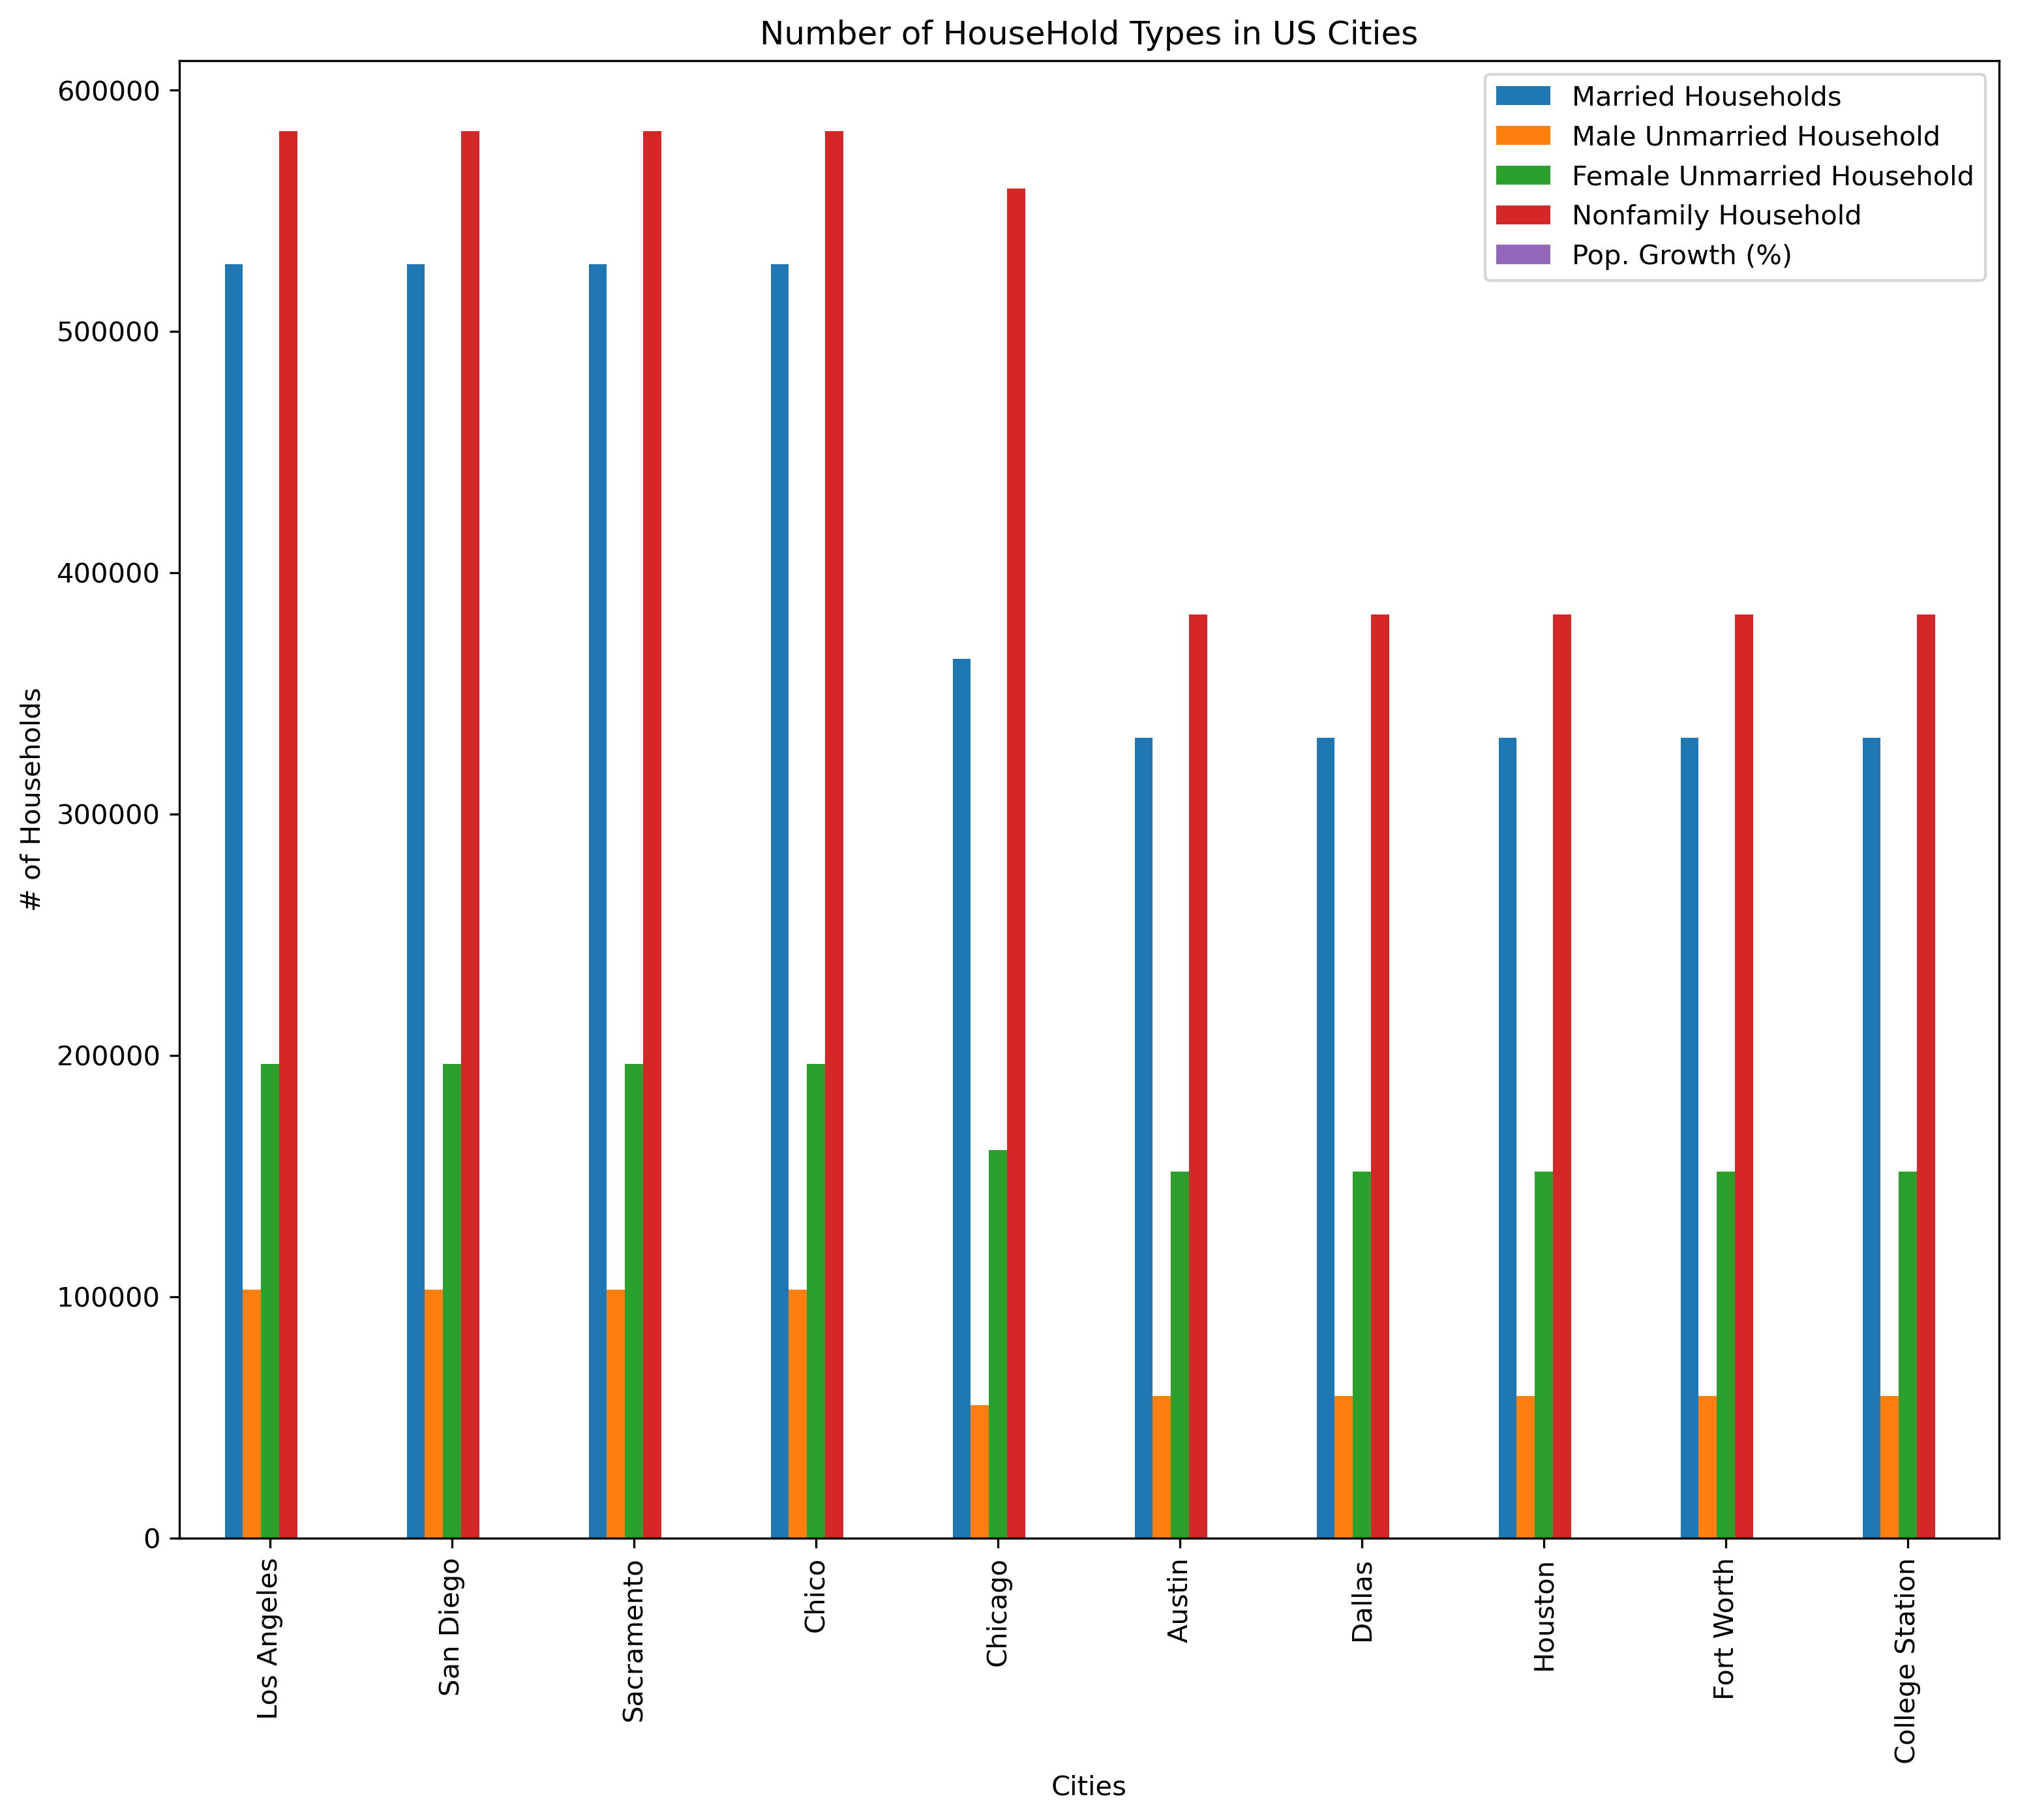 Number of HouseHold Types in US Cities
Married Households
Male Unmarried Household
Female Unmarried Household
Nonfamily Household
Pop. Growth (%)
# of Households
600000
500000
400000
300000
200000
100000
0
Los Angeles
San Diego
Sacramento
Chico
Chicago
Austin
Dallas
Houston
Fort Worth
College Station
Cities